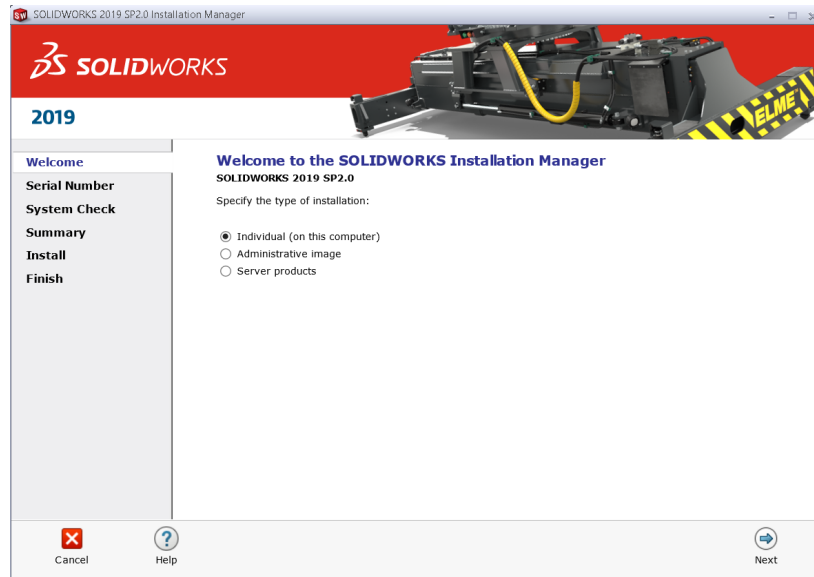 SOLIDWORKS 2019 SP2.0 Installation Manager
SOLIDWORKS
2019
ELME
Welcome
Serial Number
System Check
Summary
Install
Finish
Welcome to the SOLIDWORKS Installation Manager
SOLIDWORKS 2019 SP2.0
Specify the type of installation:
Individual (on this computer)
Administrative image
Server products
Cancel
Help
Next